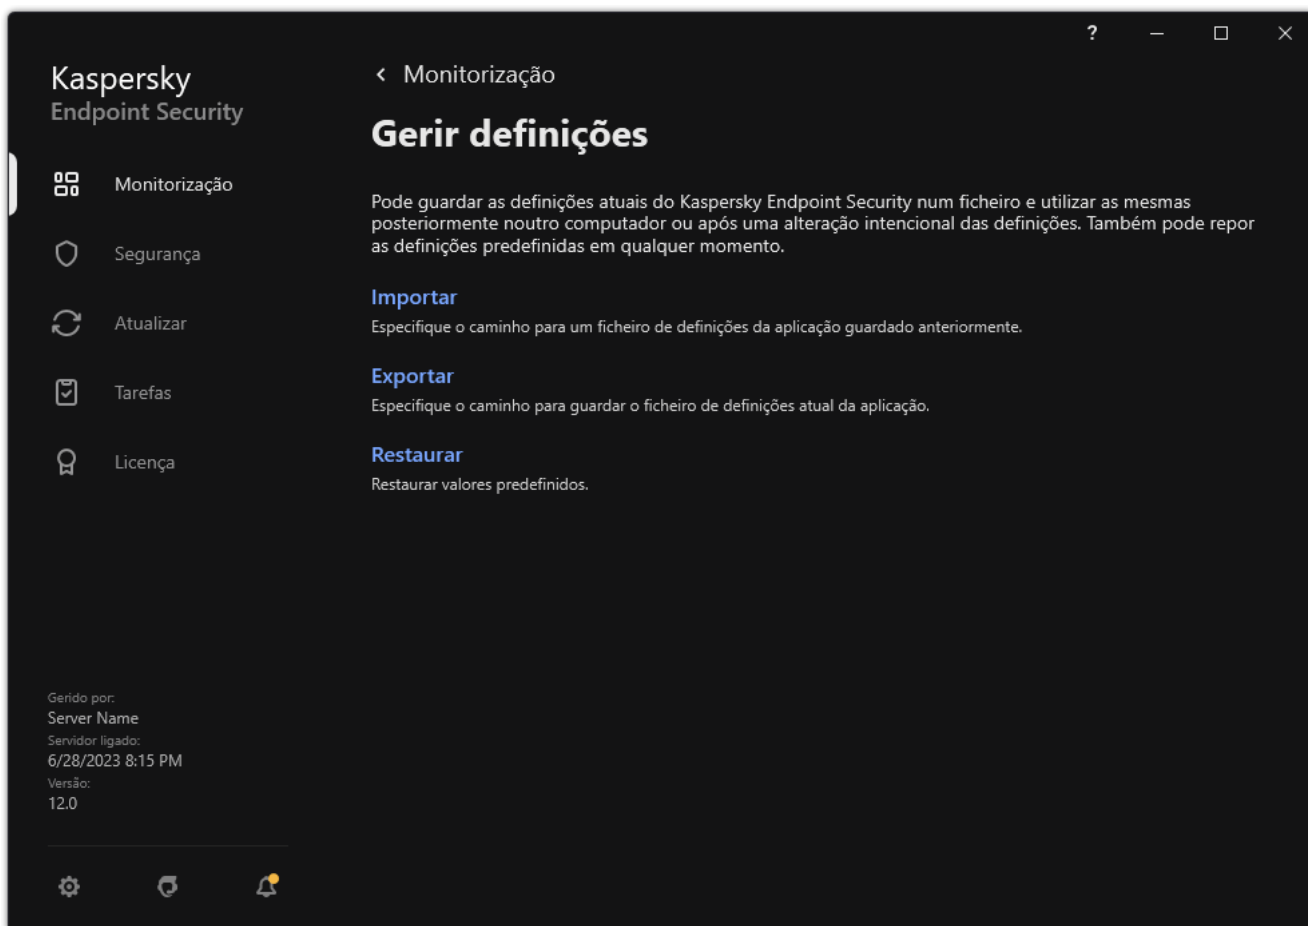 ?
Kaspersky
Endpoint Security
Monitorização
Segurança
Atualizar
Tarefas
Licença
Gerido por:
Server Name
Servidor ligado:
6/28/2023 8:15 PM
Versão:
12.0
Monitorização
Gerir definições
Pode guardar as definições atuais do Kaspersky Endpoint Security num ficheiro e utilizar as mesmas
posteriormente noutro computador ou após uma alteração intencional das definições. Também pode repor
as definições predefinidas em qualquer momento.
Importar
Especifique o caminho para um ficheiro de definições da aplicação guardado anteriormente.
Exportar
Especifique o caminho para guardar o ficheiro de definições atual da aplicação.
Restaurar
Restaurar valores predefinidos.